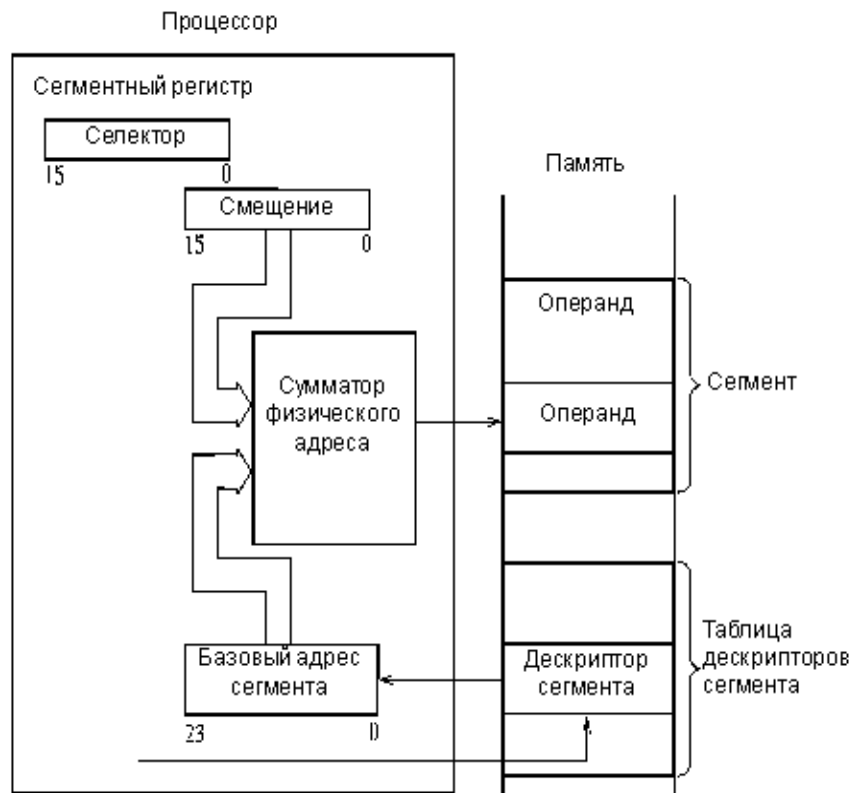 Процессор
Сегментный регистр
Селектор
15 0
Память
Смещение
15 0
Операнд
Сумматор
физического
адреса
Операнд
Сегмент
Базовый адрес
сегмента
23 0
Дескриптор
сегмента
Таблица
дескрипторов
сегмента